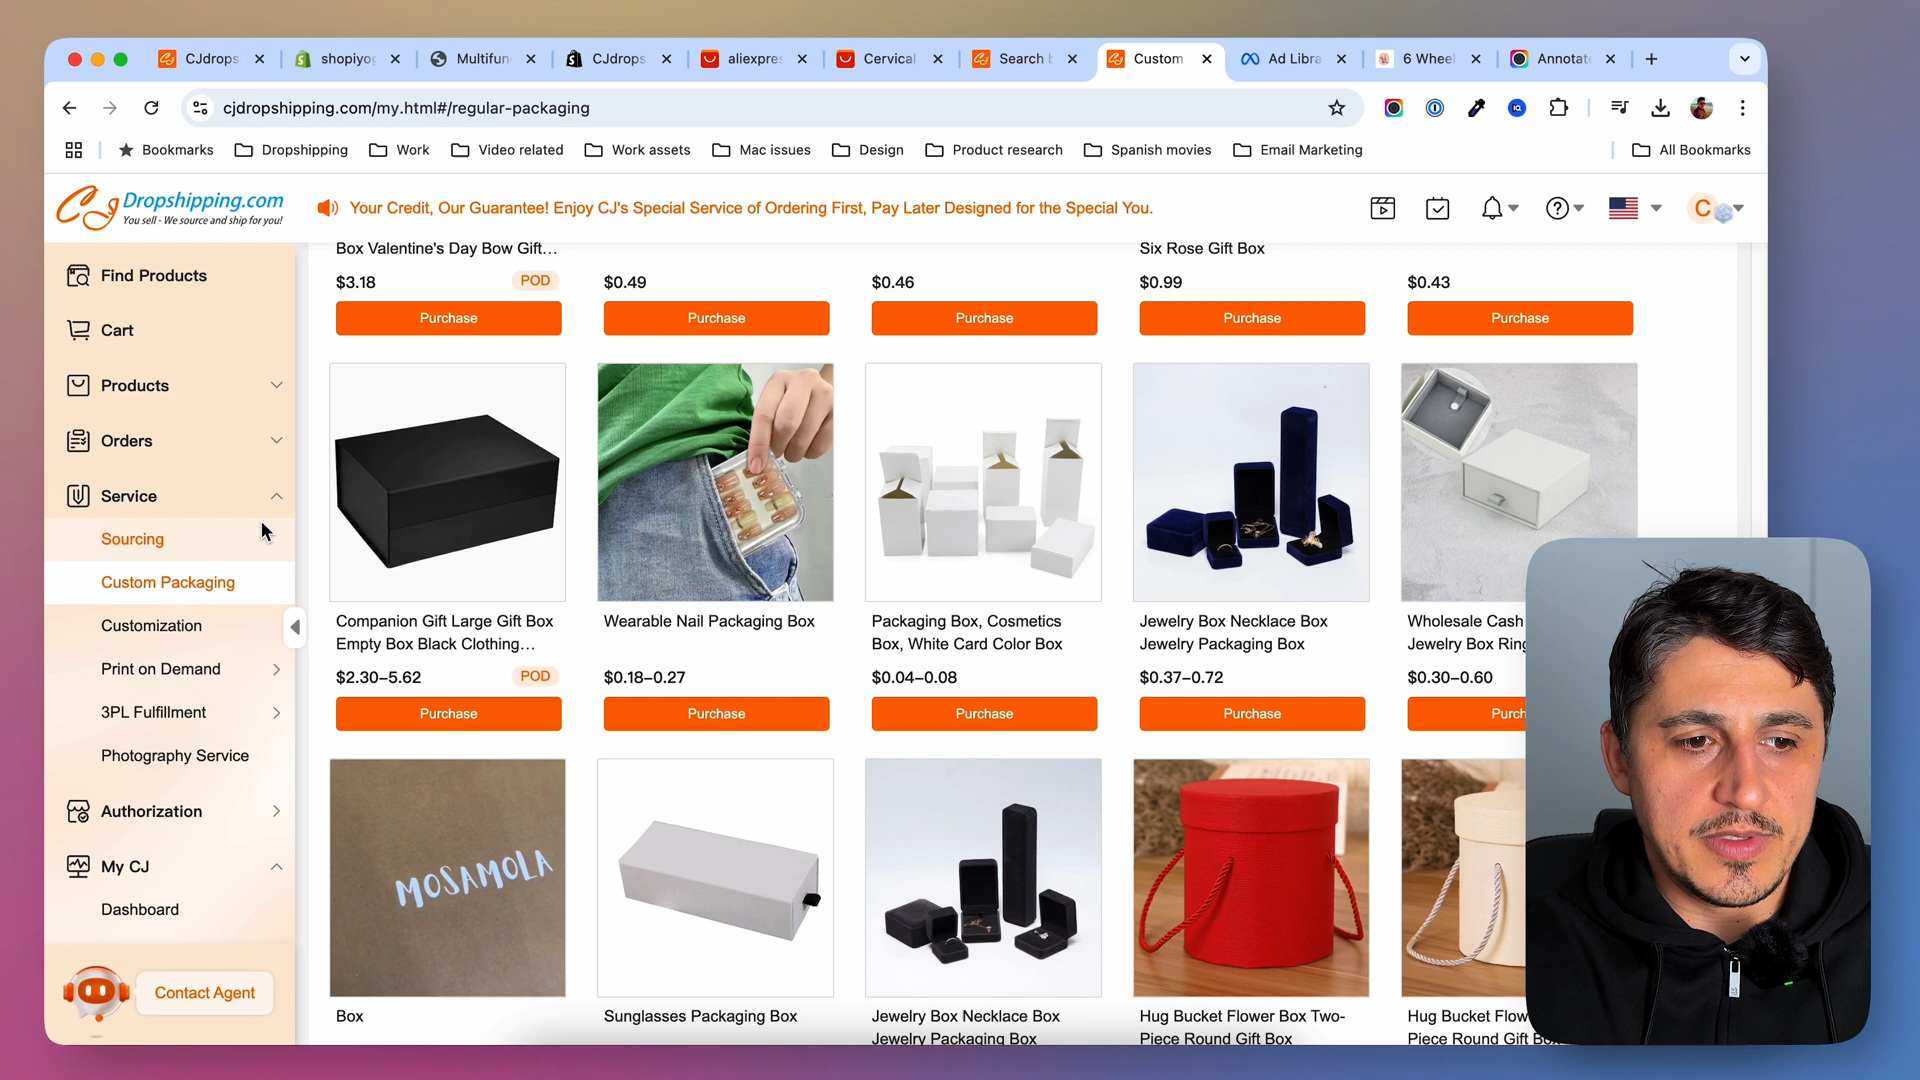 CJdrops
shopiyo
Multifun
CJdrops
aliexpres
Cervical
Search b
Custom
Ad Libra
6 Wheel
Annotate
cjdropshipping.com/my.html#/regular-packaging
Bookmarks
Dropshipping
Work
Video related
Work assets
Mac issues
Design
Product research
Spanish movies
Email Marketing
All Bookmarks
CJ Dropshipping.com
You sell - We source and ship for you!
Your Credit, Our Guarantee! Enjoy CJ's Special Service of Ordering First, Pay Later Designed for the Special You.
C
Find Products
Cart
Products
Orders
Service
Sourcing
Custom Packaging
Customization
Print on Demand
3PL Fulfillment
Photography Service
Authorization
My CJ
Dashboard
Contact Agent
Box Valentine's Day Bow Gift...
Six Rose Gift Box
$3.18
POD
$0.49
$0.46
$0.99
$0.43
Purchase
Purchase
Purchase
Purchase
Purchase
Companion Gift Large Gift Box
Empty Box Black Clothing...
Wearable Nail Packaging Box
Packaging Box, Cosmetics
Box, White Card Color Box
Jewelry Box Necklace Box
Jewelry Packaging Box
Wholesale Cash
Jewelry Box Ring
$2.30–5.62
POD
$0.18–0.27
$0.04–0.08
$0.37–0.72
$0.30–0.60
Purchase
Purchase
Purchase
Purchase
Purch
MOSAMOLA
Box
Sunglasses Packaging Box
Jewelry Box Necklace Box
Jewelry Packaging Box
Hug Bucket Flower Box Two-
Piece Round Gift Box
Hug Bucket Flow
Piece Round Gift Box